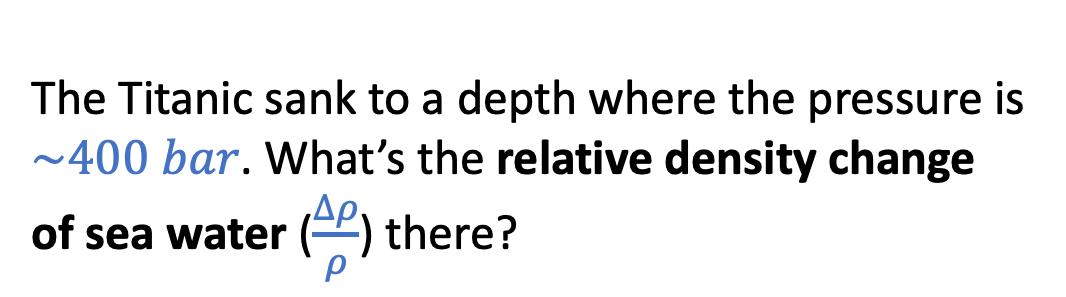 The Titanic sank to a depth where the pressure is
~400 bar. What’s the relative density change
of sea water (Δρ/ρ) there?